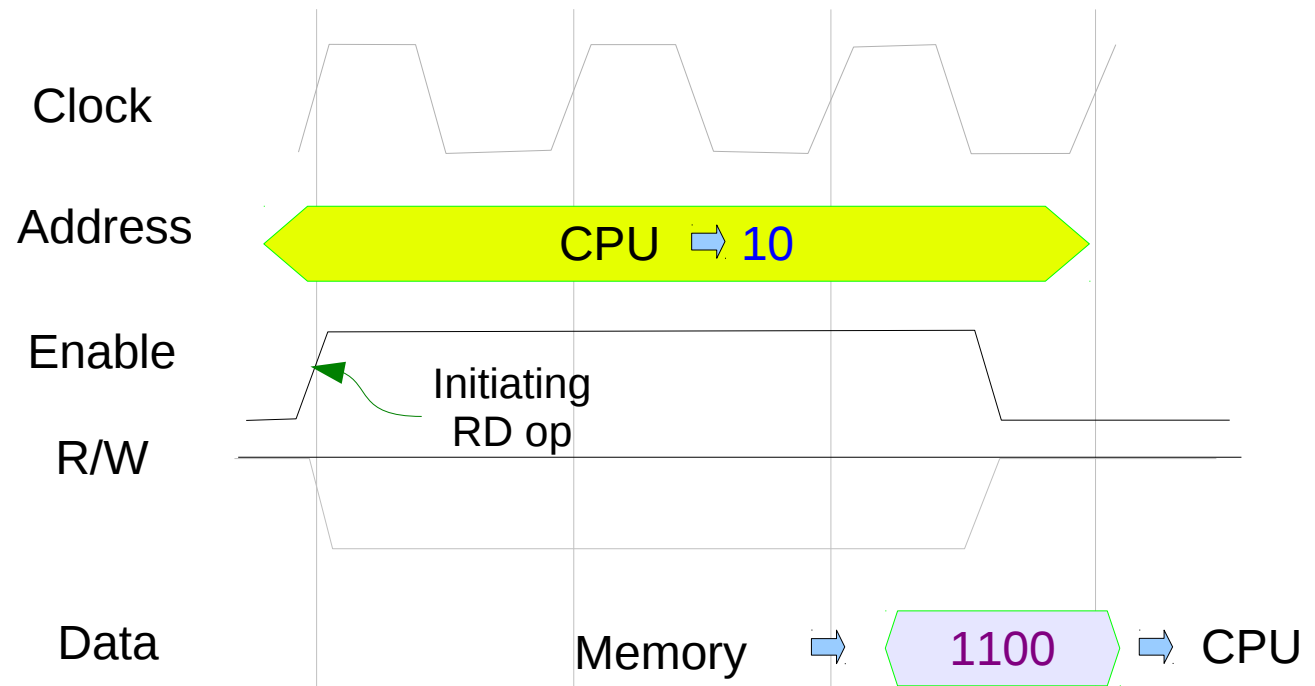 Clock
Address
CPU 10
Enable
Initiating
RD op
R/W
Data
Memory
1100
CPU